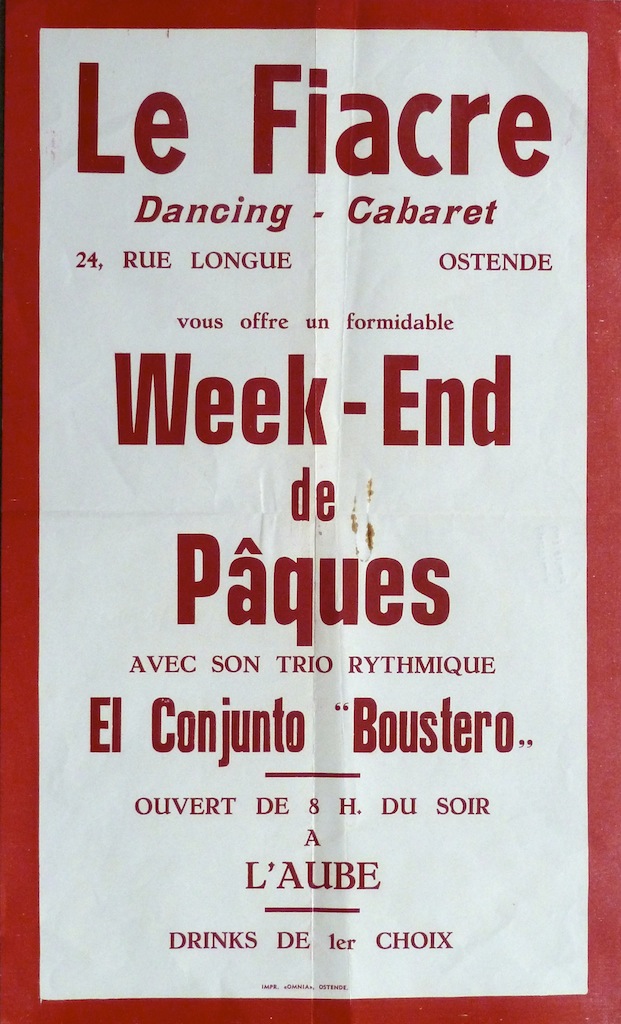 Le Fiacre
Dancing - Cabaret
24, RUE LONGUE OSTENDE
vous offre un formidable
Week-End
de
Pâques
AVEC SON TRIO RYTHMIQUE
El Conjunto “Boustero„
OUVERT DE 8 H. DU SOIR
A
L'AUBE
DRINKS DE 1er CHOIX
IMPR. «OMNIA», OSTENDE.